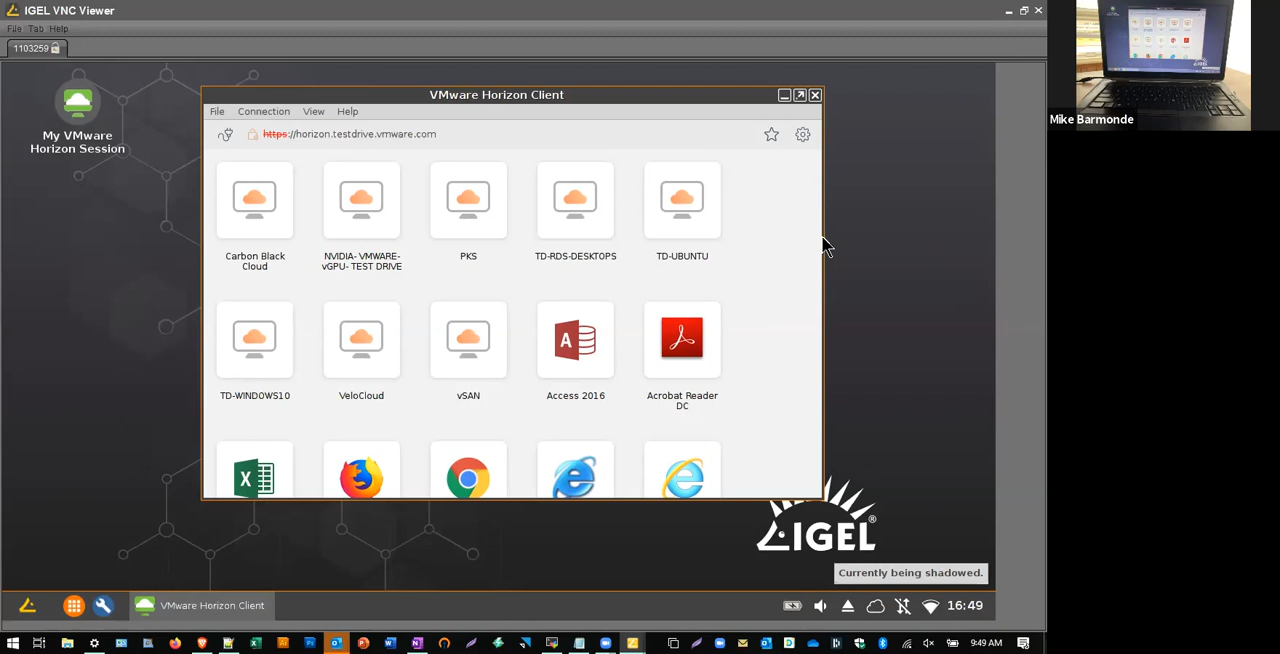 IGEL VNC Viewer
File Tab Help
1103259
My VMware
Horizon Session
VMware Horizon Client
File Connection View Help
https://horizon.testdrive.vmware.com
Carbon Black
Cloud
NVIDIA- VMWARE-
vGPU- TEST DRIVE
PKS
TD-RDS-DESKTOPS
TD-UBUNTU
TD-WINDOWS10
VeloCloud
vSAN
Access 2016
Acrobat Reader
DC
IGEL®
Currently being shadowed.
VMware Horizon Client
16:49
9:49 AM
Mike Barmonde